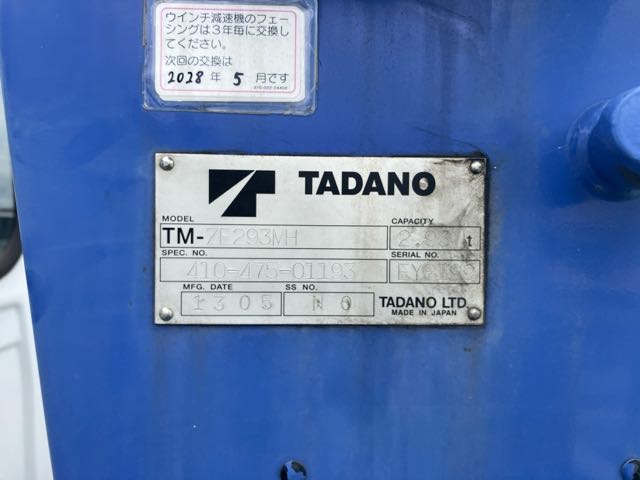 ウインチ減速機のフェー
シングは3年毎に交換し
てください。
次回の交換は
2028 年 5 月です
TADANO
MODEL CAPACITY
TM-ZE293MH t
SPEC. NO. SERIAL NO.
410-475-01193
MFG. DATE SS NO.
1305 NO TADANO LTD.
MADE IN JAPAN